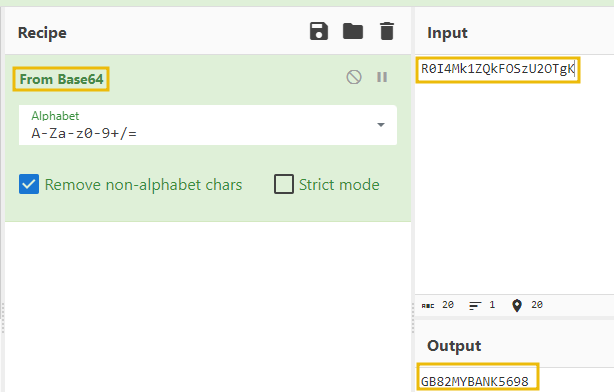 Recipe
Input
From Base64
Alphabet
A-Za-z0-9+/=
Remove non-alphabet chars
Strict mode
R0I4Mk1ZQkFOSzU2OTgK
ABC 20
1
20
Output
GB82MYBANK5698